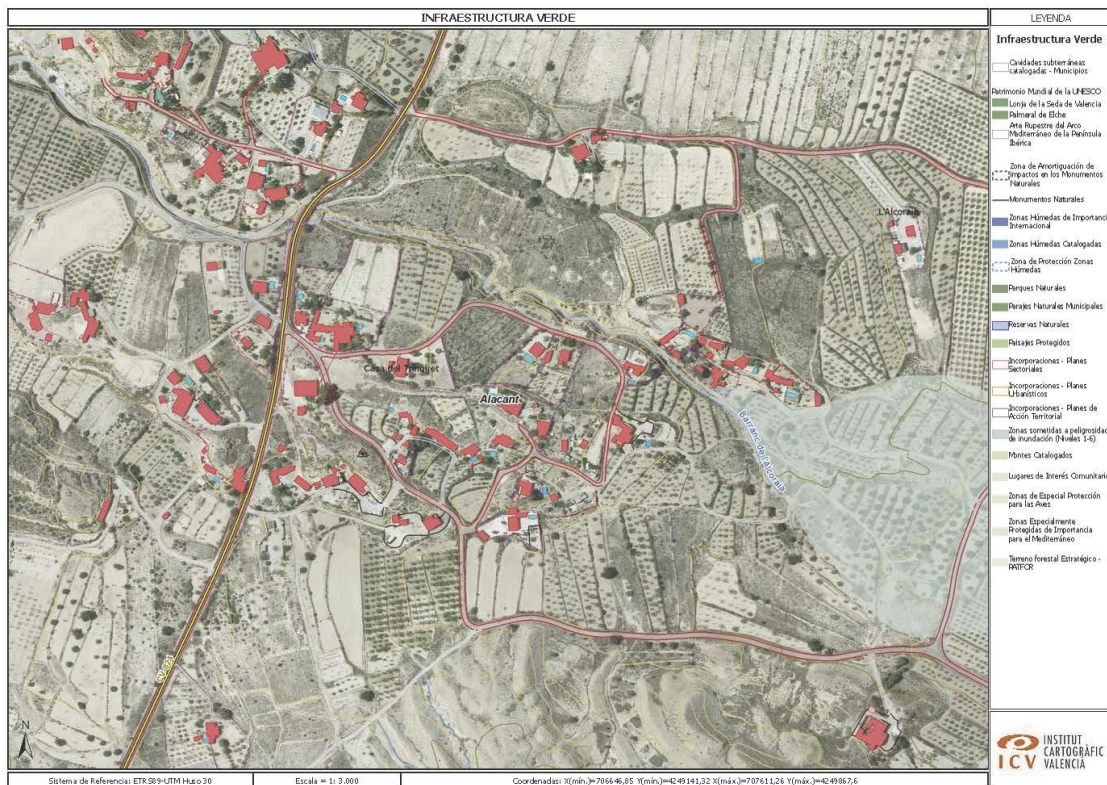 INFRAESTRUCTURA VERDE
LEYENDA
Infraestructura Verde
Cavidades subterráneas
catalogadas - Municipios
Patrimonio Mundial de la UNESCO
Lonja de la Seda de Valencia
Palmeral de Elche
Arte Rupestre del Arco
Mediterráneo de la Península
Ibérica
Zona de Amortiguación de
Impactos en los Monumentos
Naturales
Monumentos Naturales
Zonas Húmedas de Importanci
Internacional
Zonas Húmedas Catalogadas
Zona de Protección Zonas
Húmedas
Parques Naturales
Parajes Naturales Municipales
Reservas Naturales
Paisajes Protegidos
Incorporaciones - Planes
Sectoriales
Incorporaciones - Planes
Urbanísticos
Incorporaciones - Planes de
Acción Territorial
Zonas sometidas a peligrosidad
de inundación (Niveles 1-6)
Montes Catalogados
Lugares de Interés Comunitari
Zonas de Especial Protección
para las Aves
Zonas Especialmente
Protegidas de Importancia
para el Mediterráneo
Terreno Forestal Estratégico -
PATFOR
L'Alcoraia
Casa del Trinquet
Alacant
Barranc de l'Alcoraia
N
INSTITUT
CARTOGRÀFIC
VALENCIÀ
ICV
Sistema de Referencia: ETRS89-UTM Huso 30
Escala = 1: 3.000
Coordenadas: X(mín.)=706646,85 Y(mín.)=4249141,32 X(máx.)=707611,26 Y(máx.)=4249867,6